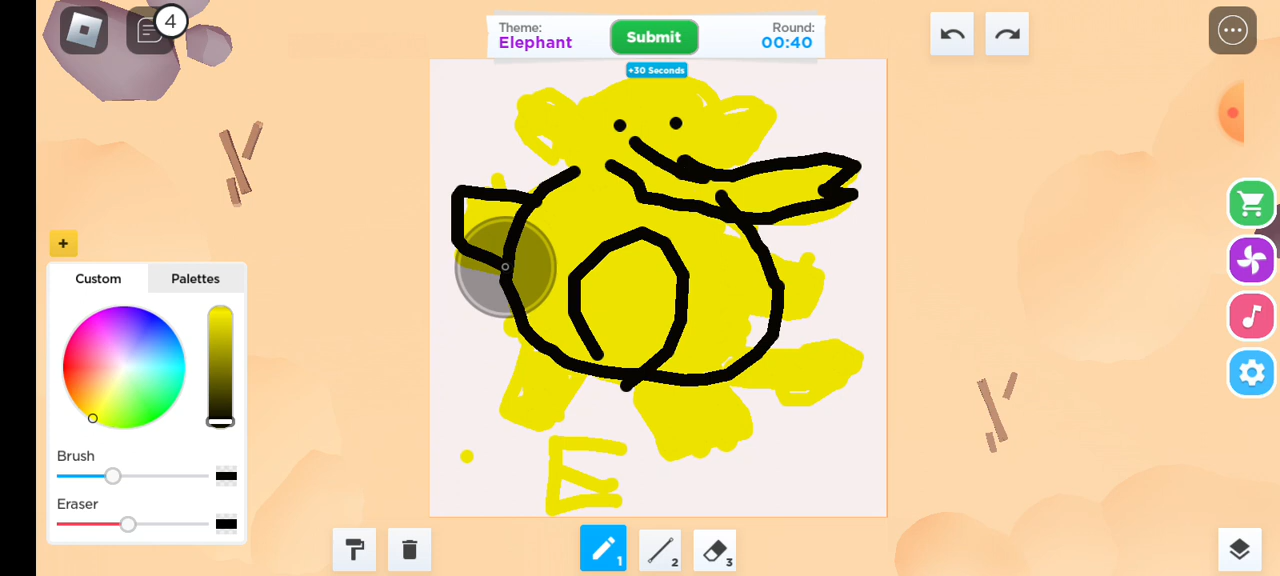 4
Theme:
Elephant
Submit
Round:
00:40
+30 Seconds
+
Custom
Palettes
Brush
Eraser
E
1
2
3